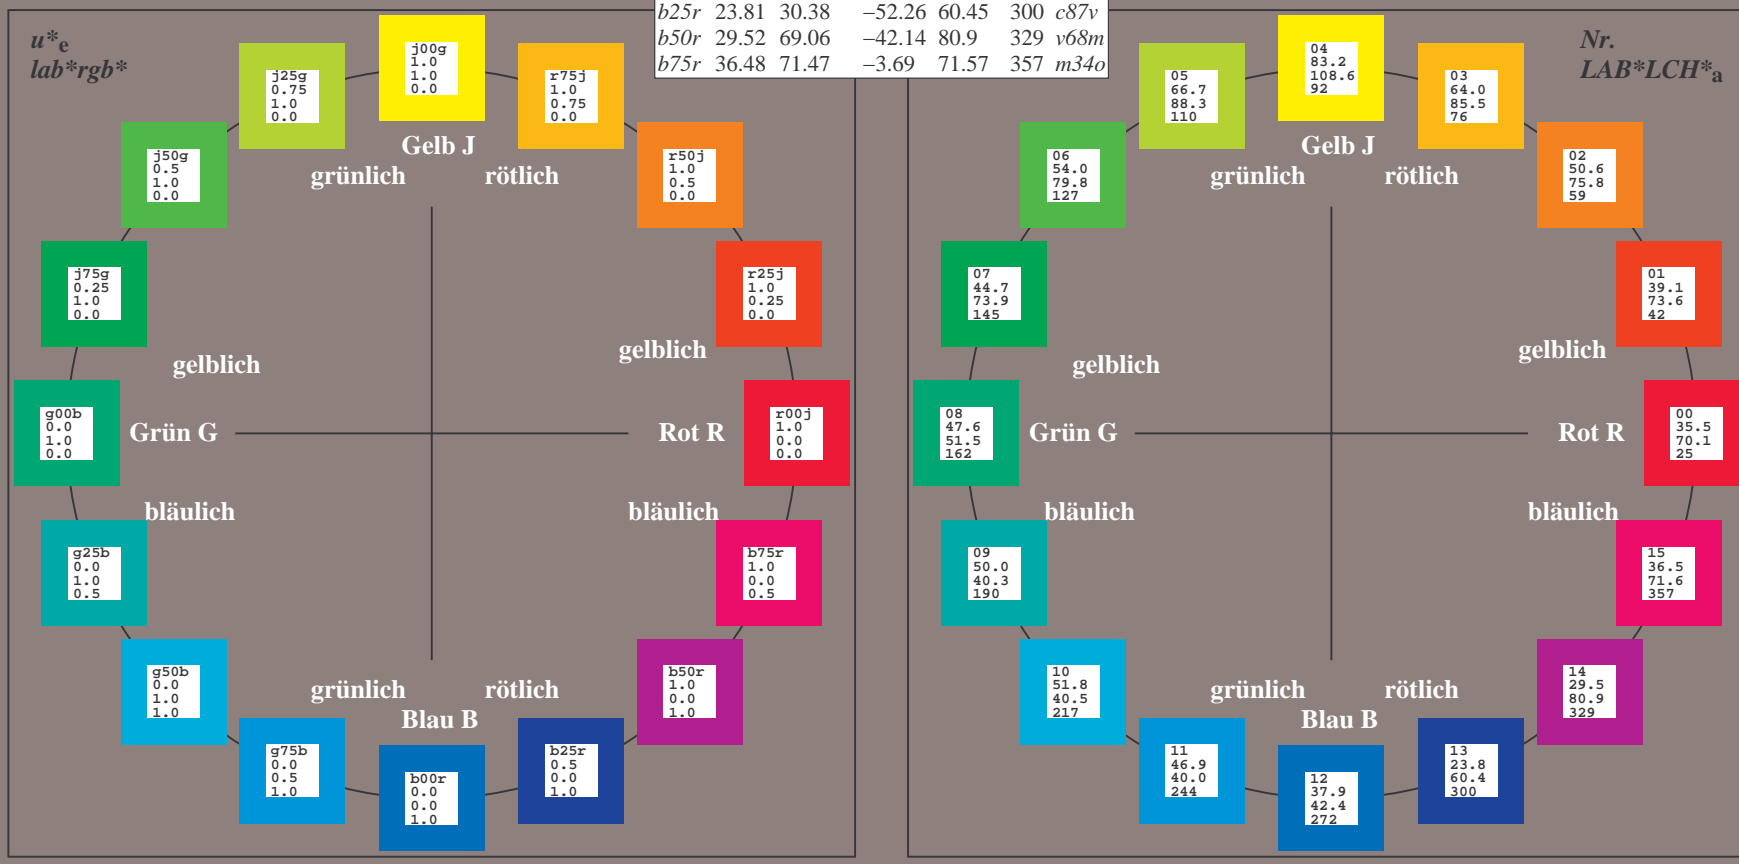 b25r 23.81 30.38 −52.26 60.45 300 c87v
b50r 29.52 69.06 −42.14 80.9 329 v68m
b75r 36.48 71.47 −3.69 71.57 357 m34o
u*e
lab*rgb*
j00g
1.0
1.0
0.0
j25g
0.75
1.0
0.0
r75j
1.0
0.75
0.0
j50g
0.5
1.0
0.0
r50j
1.0
0.5
0.0
Gelb J
grünlich rötlich
j75g
0.25
1.0
0.0
r25j
1.0
0.25
0.0
gelblich gelblich
g00b
0.0
1.0
0.0
Grün G
Rot R
r00j
1.0
0.0
0.0
bläulich bläulich
g25b
0.0
1.0
0.5
b75r
1.0
0.0
0.5
g50b
0.0
1.0
1.0
b50r
1.0
0.0
1.0
grünlich rötlich
Blau B
g75b
0.0
0.5
1.0
b00r
0.0
0.0
1.0
b25r
0.5
0.0
1.0
Nr.
LAB*LCH*a
04
83.2
108.6
92
05
66.7
88.3
110
03
64.0
85.5
76
06
54.0
79.8
127
02
50.6
75.8
59
Gelb J
grünlich rötlich
07
44.7
73.9
145
01
39.1
73.6
42
gelblich gelblich
08
47.6
51.5
162
Grün G
Rot R
00
35.5
70.1
25
bläulich bläulich
09
50.0
40.3
190
15
36.5
71.6
357
10
51.8
40.5
217
14
29.5
80.9
329
grünlich rötlich
Blau B
11
46.9
40.0
244
12
37.9
42.4
272
13
23.8
60.4
300